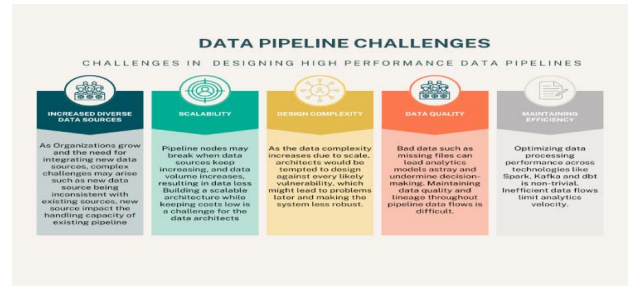 DATA PIPELINE CHALLENGES
CHALLENGES IN DESIGNING HIGH PERFORMANCE DATA PIPELINES
INCREASED DIVERSE
DATA SOURCES
As Organizations grow
and the need for
integrating new data
sources, complex
challenges may arise
such as new data
source being
inconsistent with
existing sources, new
source impact the
handling capacity of
existing pipeline
SCALABILITY
Pipeline nodes may
break when data
sources keep
increasing, and data
volume increases,
resulting in data loss
Building a scalable
architecture while
keeping costs low is
a challenge for the
data architects
DESIGN COMPLEXITY
As the data complexity
increases due to scale,
architects would be
tempted to design
against every likely
vulnerability, which
might lead to problems
later and making the
system less robust.
DATA QUALITY
Bad data such as
missing files can
lead analytics
models astray and
undermine decision-
making. Maintaining
data quality and
lineage throughout
pipeline data flows is
difficult.
MAINTAINING
EFFICIENCY
Optimizing data
processing
performance across
technologies like
Spark, Kafka and dbt
is non-trivial.
Inefficient data flows
limit analytics
velocity.